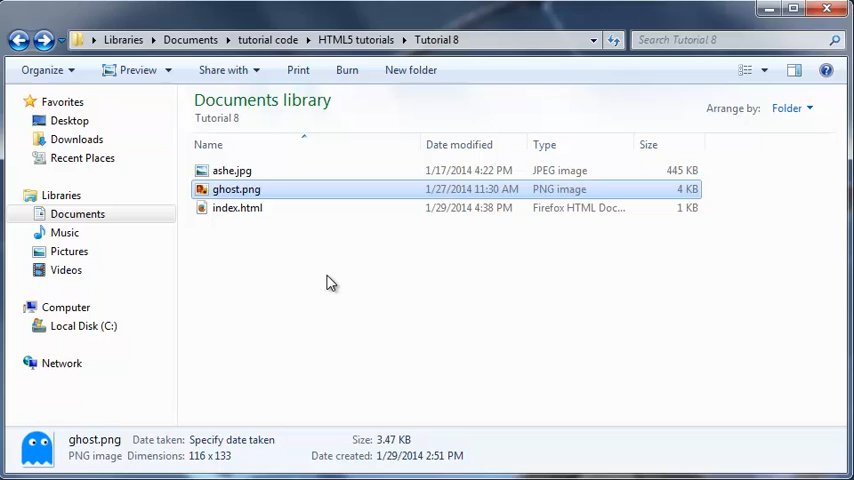 Libraries Documents tutorial code HTML5 tutorials Tutorial 8 Search Tutorial 8
Organize Preview Share with Print Burn New folder
Favorites
Desktop
Downloads
Recent Places
Libraries
Documents
Music
Pictures
Videos
Computer
Local Disk (C:)
Network
Documents library
Tutorial 8
Arrange by: Folder
Name Date modified Type Size
ashe.jpg 1/17/2014 4:22 PM JPEG image 445 KB
ghost.png 1/27/2014 11:30 AM PNG image 4 KB
index.html 1/29/2014 4:38 PM Firefox HTML Doc... 1 KB
ghost.png Date taken: Specify date taken Size: 3.47 KB
PNG image Dimensions: 116 x 133 Date created: 1/29/2014 2:51 PM